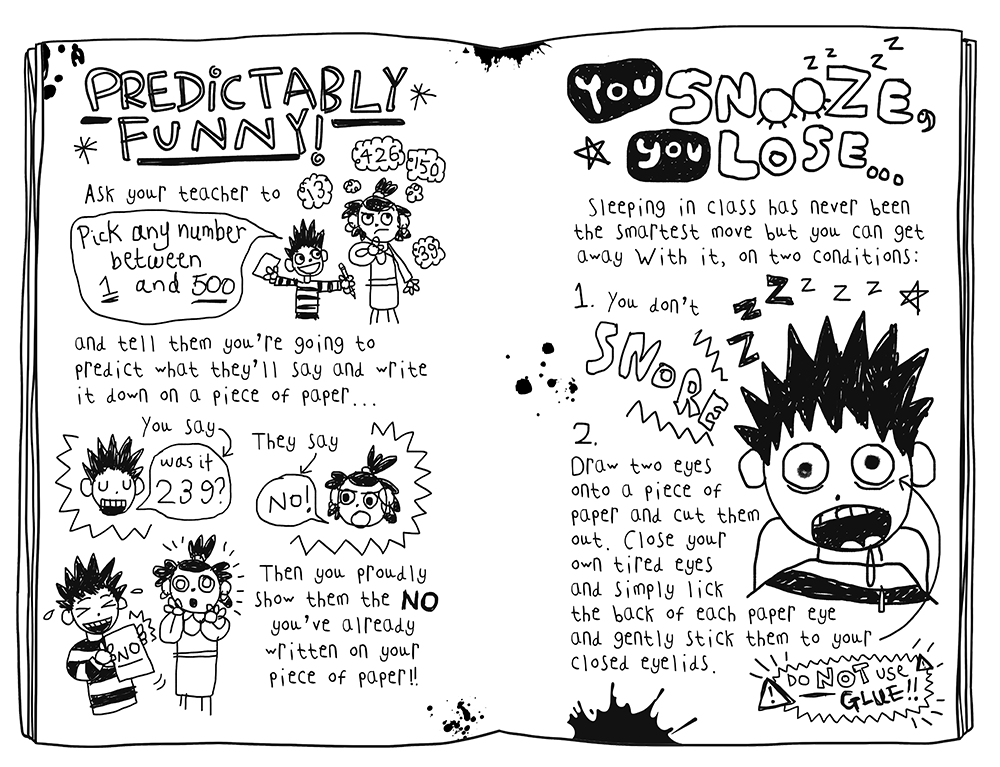 PREDICTABLY
FUNNY!
Ask your teacher to
Pick any number
between
1 and 500
3
426
150
and tell them you're going to
predict what they'll say and write
it down on a piece of paper...
You say
was it
239?
They say
NO!
Then you proudly
show them the NO
you've already
written on your
piece of paper!!
NO
You SNOOZE,
z z z z
you LOSE...
Sleeping in class has never been
the smartest move but you can get
away With it, on two conditions:
1. You don't
SNORE
Z Z Z Z Z Z
2.
Draw two eyes
onto a piece of
paper and cut them
out. Close your
own tired eyes
and simply lick
the back of each paper eye
and gently stick them to your
closed eyelids.
! DO NOT USE !
GLUE!!